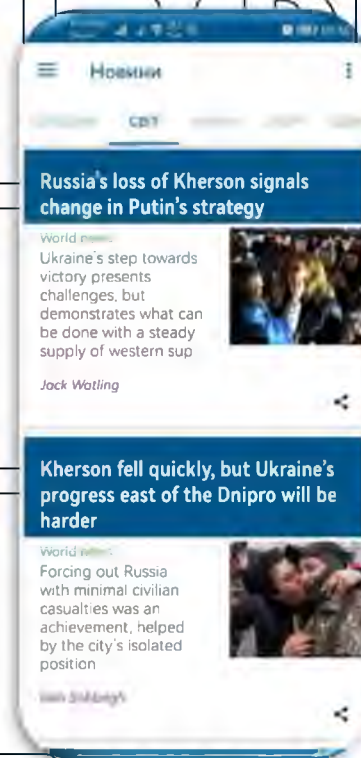 Новини
СВІТ
Russia's loss of Kherson signals
change in Putin's strategy
World news
Ukraine's step towards
victory presents
challenges, but
demonstrates what can
be done with a steady
supply of western sup
Jack Watling
Kherson fell quickly, but Ukraine's
progress east of the Dnipro will be
harder
World news
Forcing out Russia
with minimal civilian
casualties was an
achievement, helped
by the city's isolated
position